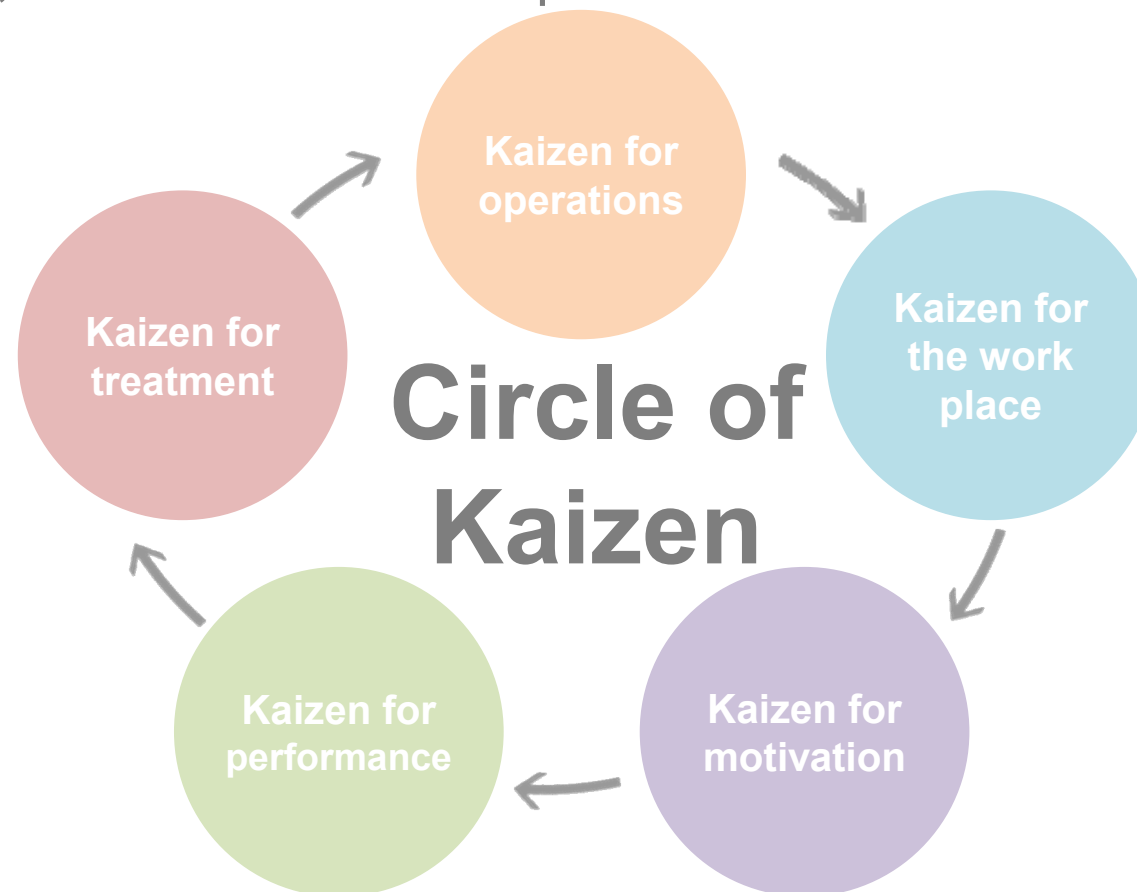 Kaizen for
operations
Kaizen for
the work
place
Kaizen for
motivation
Kaizen for
performance
Kaizen for
treatment
Circle of
Kaizen